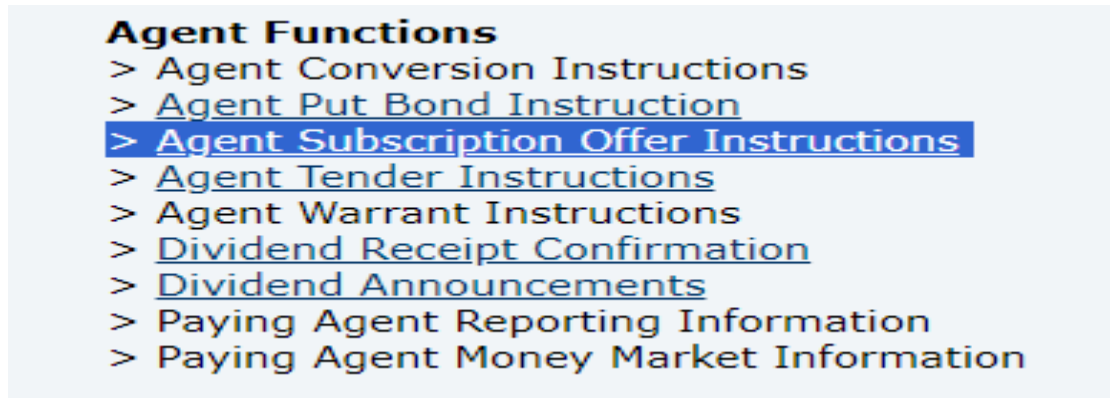 Agent Functions
> Agent Conversion Instructions
> Agent Put Bond Instruction
> Agent Subscription Offer Instructions
> Agent Tender Instructions
> Agent Warrant Instructions
> Dividend Receipt Confirmation
> Dividend Announcements
> Paying Agent Reporting Information
> Paying Agent Money Market Information